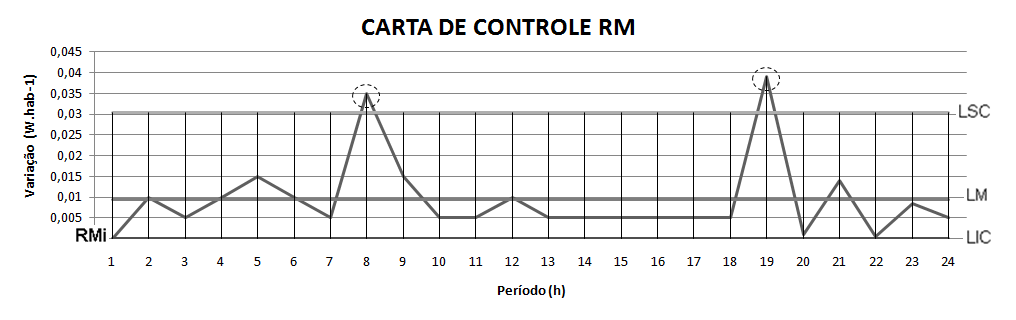 CARTA DE CONTROLE RM
Variação (W.hab-1)
0,045
0,04
0,035
0,03
0,025
0,02
0,015
0,01
0,005
RMi
LSC
LM
LIC
1 2 3 4 5 6 7 8 9 10 11 12 13 14 15 16 17 18 19 20 21 22 23 24
Período (h)